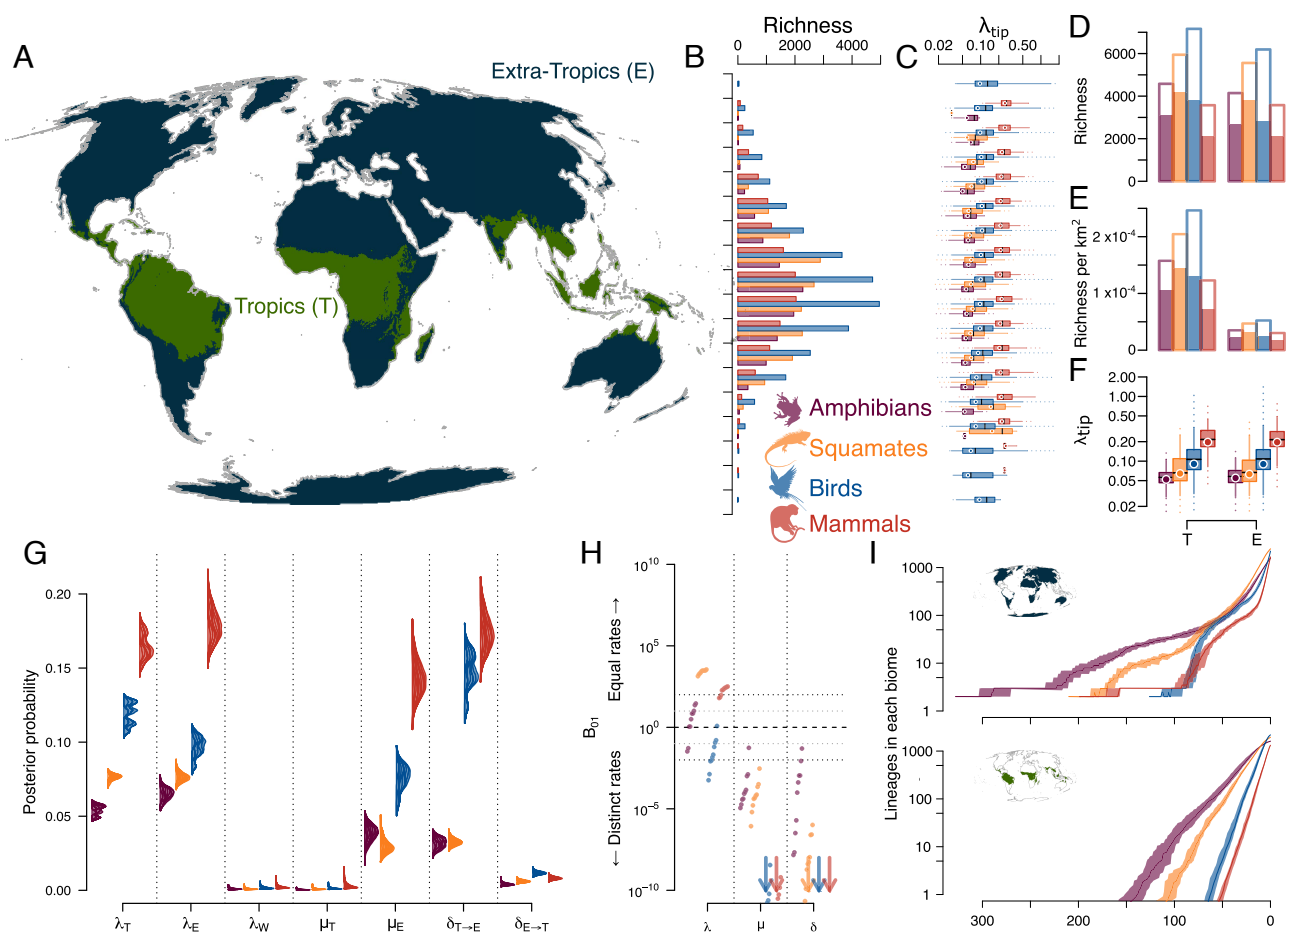 A
Extra-Tropics (E)
Tropics (T)
B
Richness
0 2000 4000
C
λtip
0.02 0.10 0.50
Amphibians
Squamates
Birds
Mammals
D
Richness
6000
4000
2000
0
E
Richness per km²
2 x10⁻⁴
1 x10⁻⁴
0
F
λtip
2.00
1.00
0.50
0.20
0.10
0.05
0.02
T E
G
Posterior probability
0.20
0.15
0.10
0.05
0.00
λT λE λW μT μE δT→E δE→T
H
B01
← Distinct rates Equal rates →
10¹⁰
10⁵
10⁰
10⁻⁵
10⁻¹⁰
λ μ δ
I
Lineages in each biome
1000
100
10
1
1000
100
10
1
300 200 100 0